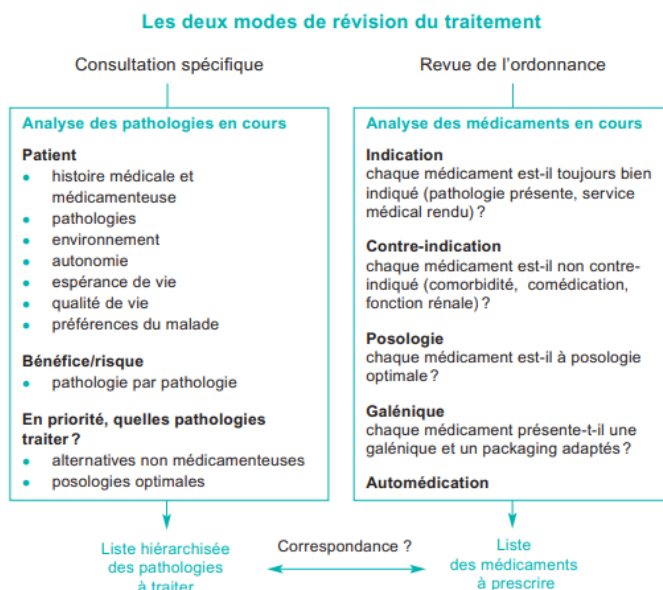 Les deux modes de révision du traitement
Consultation spécifique
Analyse des pathologies en cours
Patient
• histoire médicale et
médicamenteuse
• pathologies
• environnement
• autonomie
• espérance de vie
• qualité de vie
• préférences du malade
Bénéfice/risque
• pathologie par pathologie
En priorité, quelles pathologies
traiter ?
• alternatives non médicamenteuses
• posologies optimales
Liste hiérarchisée
des pathologies
à traiter
Correspondance ?
Revue de l'ordonnance
Analyse des médicaments en cours
Indication
chaque médicament est-il toujours bien
indiqué (pathologie présente, service
médical rendu) ?
Contre-indication
chaque médicament est-il non contre-
indiqué (comorbidité, comédication,
fonction rénale) ?
Posologie
chaque médicament est-il à posologie
optimale ?
Galénique
chaque médicament présente-t-il une
galénique et un packaging adaptés ?
Automédication
Liste
des médicaments
à prescrire